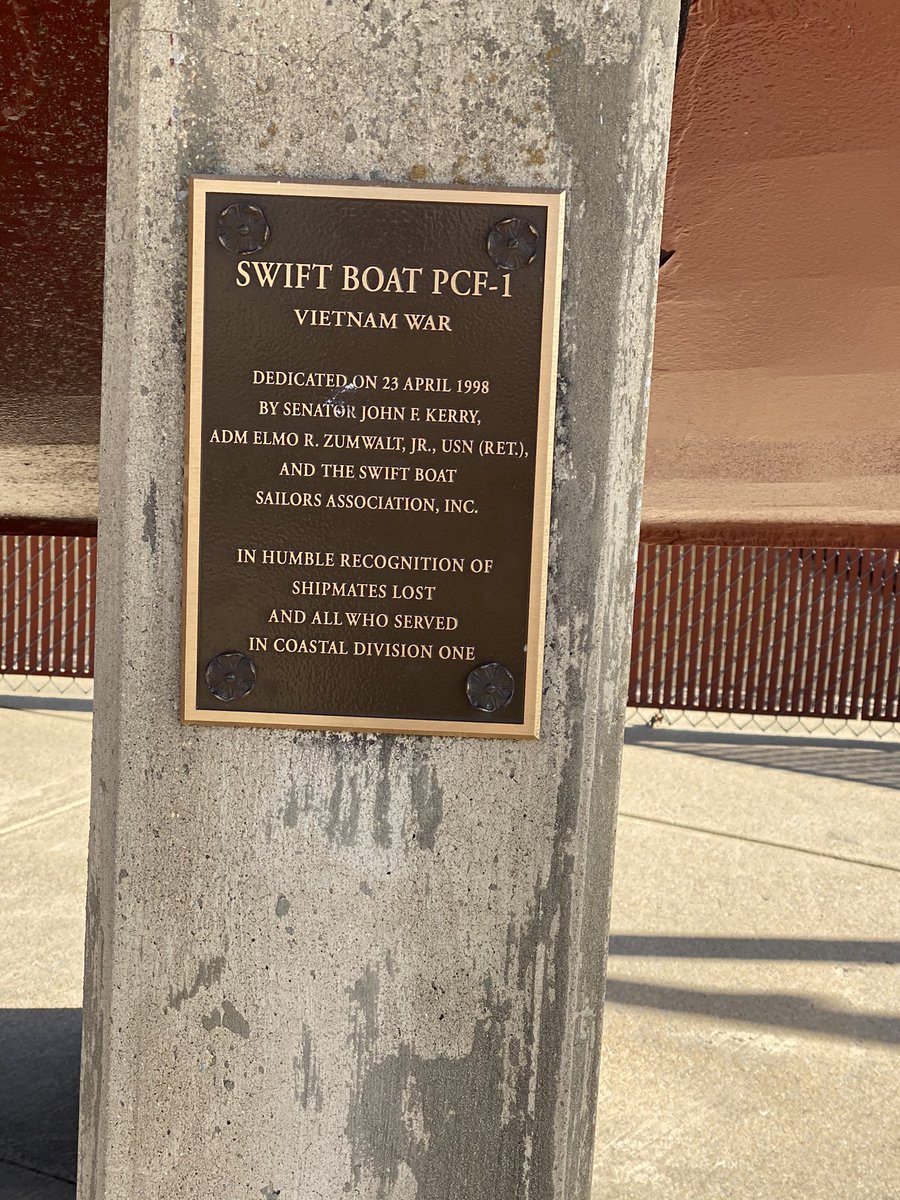 SWIFT BOAT PCF-1
VIETNAM WAR
DEDICATED ON 23 APRIL 1998
BY SENATOR JOHN F. KERRY,
ADM ELMO R. ZUMWALT, JR., USN (RET.),
AND THE SWIFT BOAT
SAILORS ASSOCIATION, INC.
IN HUMBLE RECOGNITION OF
SHIPMATES LOST
AND ALL WHO SERVED
IN COASTAL DIVISION ONE